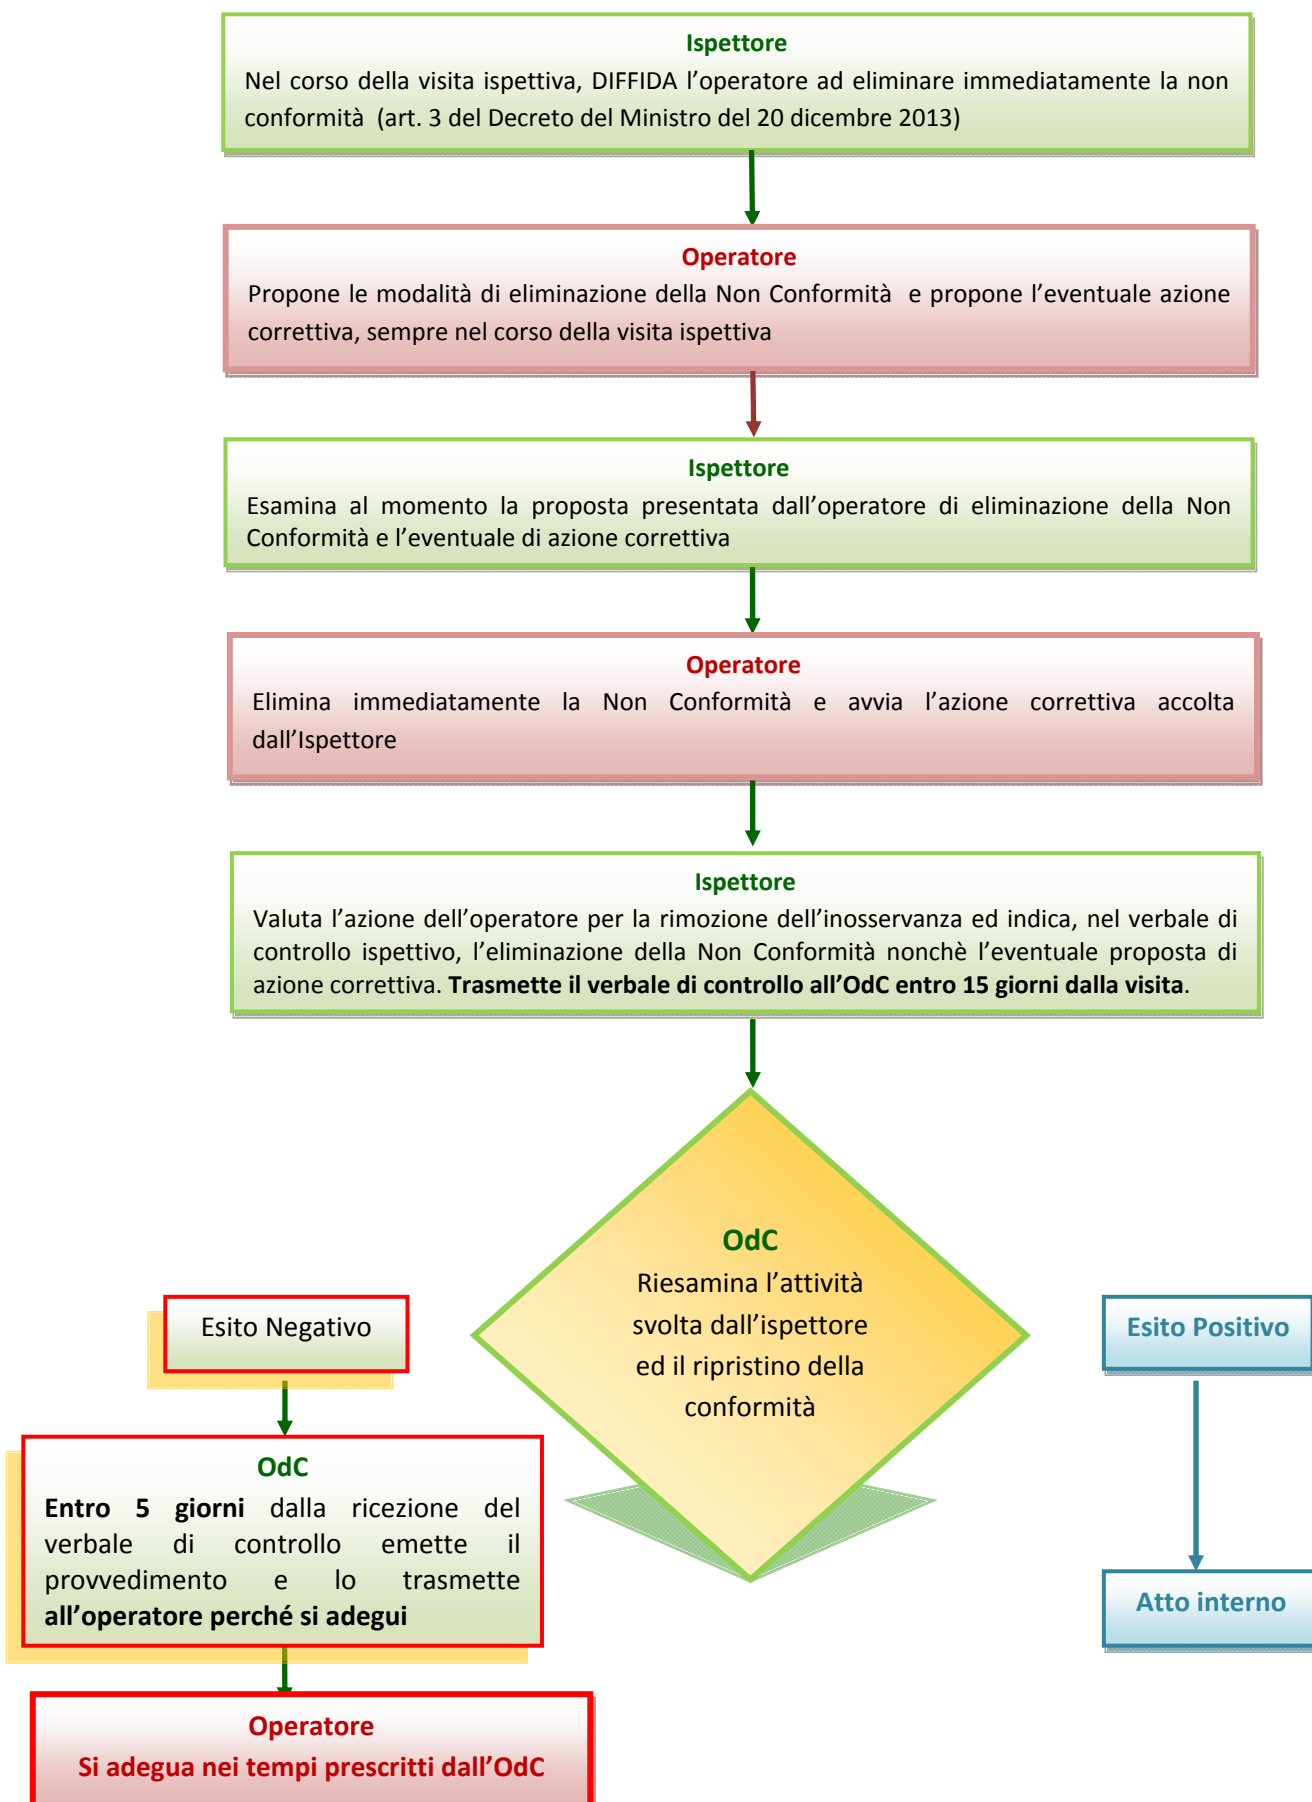 Ispettore
Nel corso della visita ispettiva, DIFFIDA l’operatore ad eliminare immediatamente la non
conformità (art. 3 del Decreto del Ministro del 20 dicembre 2013)
Operatore
Propone le modalità di eliminazione della Non Conformità e propone l’eventuale azione
correttiva, sempre nel corso della visita ispettiva
Ispettore
Esamina al momento la proposta presentata dall’operatore di eliminazione della Non
Conformità e l’eventuale di azione correttiva
Operatore
Elimina immediatamente la Non Conformità e avvia l’azione correttiva accolta
dall’Ispettore
Ispettore
Valuta l’azione dell’operatore per la rimozione dell’inosservanza ed indica, nel verbale di
controllo ispettivo, l’eliminazione della Non Conformità nonchè l’eventuale proposta di
azione correttiva. Trasmette il verbale di controllo all’OdC entro 15 giorni dalla visita.
OdC
Riesamina l’attività
svolta dall’ispettore
ed il ripristino della
conformità
Esito Negativo
OdC
Entro 5 giorni dalla ricezione del
verbale di controllo emette il
provvedimento e lo trasmette
all’operatore perché si adegui
Operatore
Si adegua nei tempi prescritti dall’OdC
Esito Positivo
Atto interno